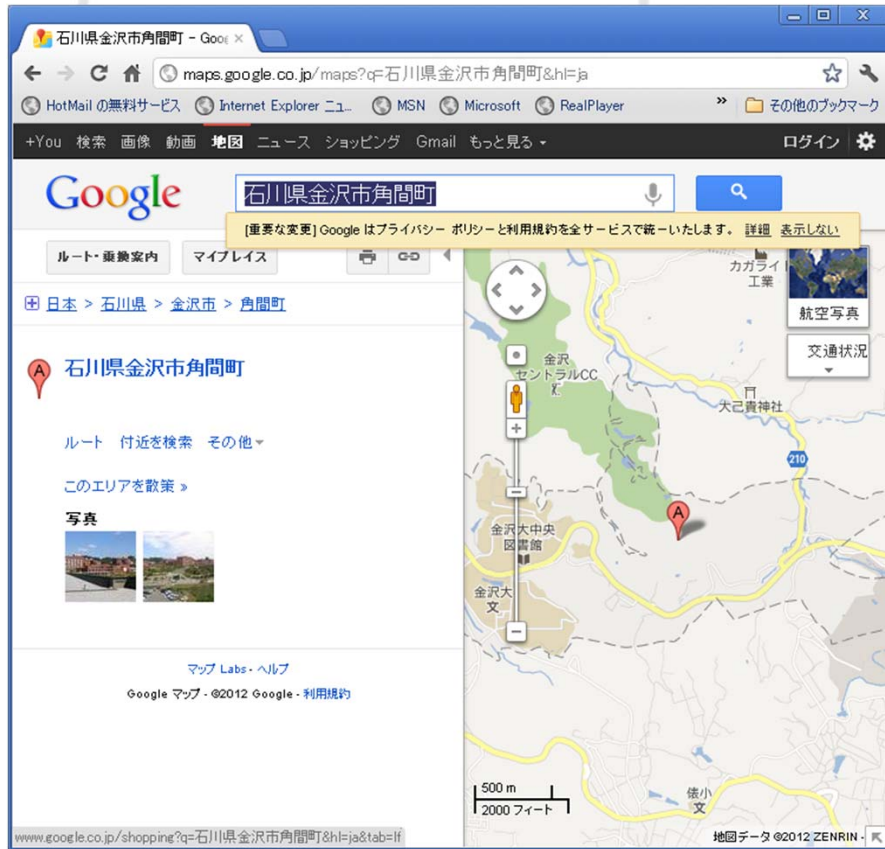 石川県金沢市角間町 - Goo
maps.google.co.jp/maps?q=石川県金沢市角間町&hl=ja
HotMail の無料サービス Internet Explorer ニュ... MSN Microsoft RealPlayer » その他のブックマーク
+You 検索 画像 動画 地図 ニュース ショッピング Gmail もっと見る ログイン
Google 石川県金沢市角間町
[重要な変更] Google はプライバシー ポリシーと利用規約を全サービスで統一いたします。 詳細 表示しない
ルート・乗換案内 マイプレイス
日本 > 石川県 > 金沢市 > 角間町
A 石川県金沢市角間町
ルート 付近を検索 その他
このエリアを散策 »
写真
マップ Labs - ヘルプ
Google マップ - ©2012 Google - 利用規約
www.google.co.jp/shopping?q=石川県金沢市角間町&hl=ja&tab=lf
カガライト
工業
航空写真
交通状況
金沢
セントラルCC
大己貴神社
210
A
金沢大中央
図書館
金沢大
文
500 m
2000 フィート
俵小
文
地図データ ©2012 ZENRIN -